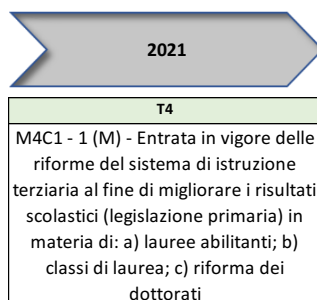 2021
T4
M4C1 - 1 (M) - Entrata in vigore delle
riforme del sistema di istruzione
terziaria al fine di migliorare i risultati
scolastici (legislazione primaria) in
materia di: a) lauree abilitanti; b)
classi di laurea; c) riforma dei
dottorati